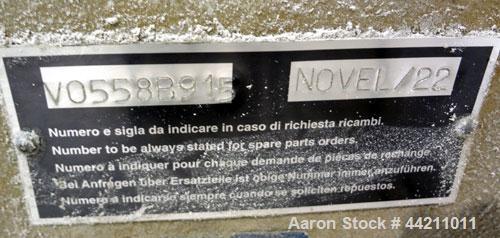 V0558B915 NOVEL/22
Numero e sigla da indicare in caso di richiesta ricambi.
Number to be always stated for spare parts orders.
Numéro à indiquer pour chaque demande de pièces de rechange.
Bei Anfregen über Ersatzteile ist obige Nummer immer anzuführen.
Numero a indicarse siempre cuando se soliciten repuestos.
Aaron Stock # 44211011